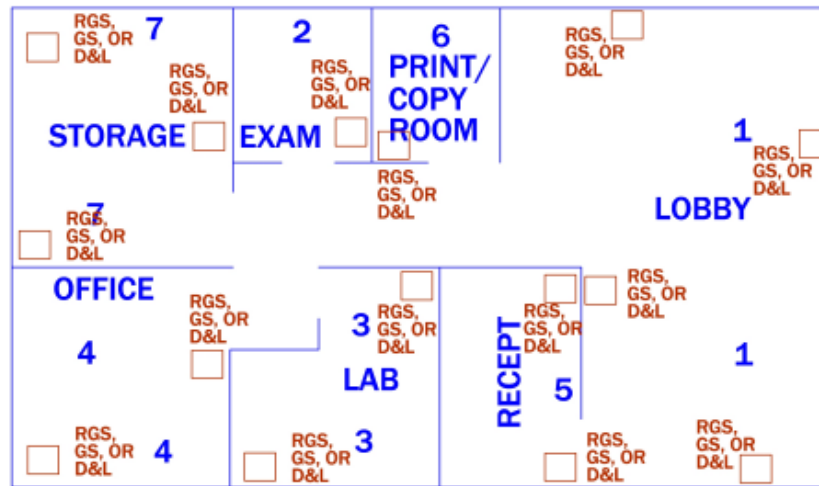 RGS,
GS, OR
D&L
7
2
6
RGS,
GS, OR
D&L
PRINT/
COPY
ROOM
RGS,
GS, OR
D&L
RGS,
GS, OR
D&L
STORAGE
EXAM
1
RGS,
GS, OR
D&L
RGS,
GS, OR
D&L
LOBBY
7
RGS,
GS, OR
D&L
OFFICE
RGS,
GS, OR
D&L
RGS,
GS, OR
D&L
3
RGS,
GS, OR
D&L
RGS,
GS, OR
D&L
4
LAB
RECEPT
5
1
4
RGS,
GS, OR
D&L
3
RGS,
GS, OR
D&L
RGS,
GS, OR
D&L
RGS,
GS, OR
D&L